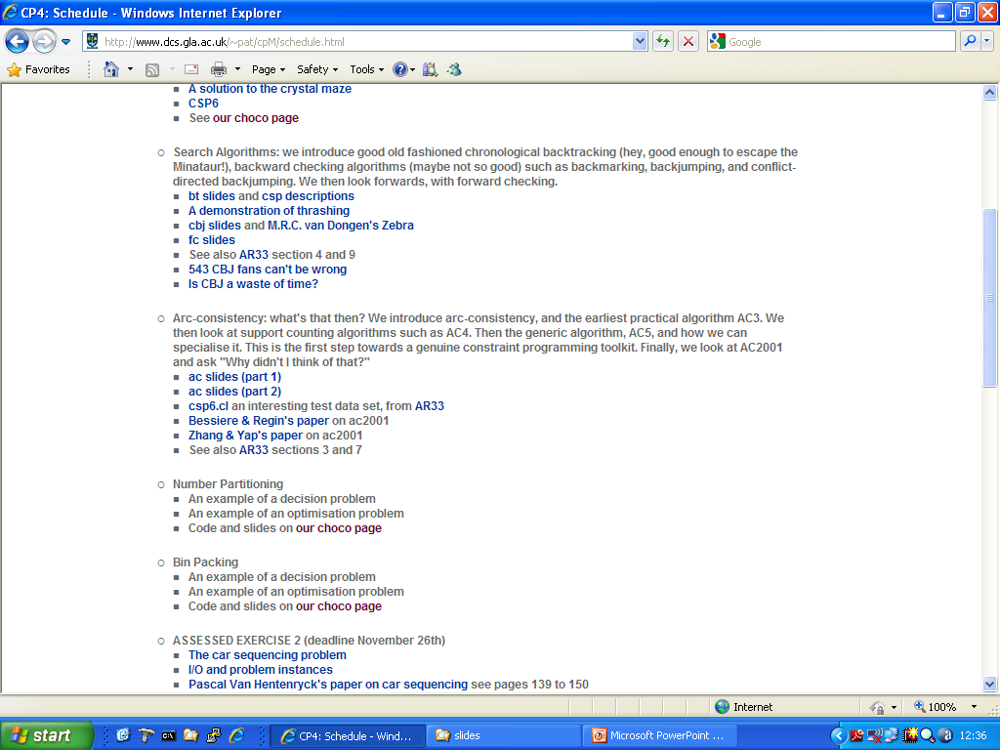 CP4: Schedule - Windows Internet Explorer
http://www.dcs.gla.ac.uk/~pat/cpM/schedule.html
Google
Favorites
Page
Safety
Tools
A solution to the crystal maze
CSP6
See our choco page
Search Algorithms: we introduce good old fashioned chronological backtracking (hey, good enough to escape the
Minataur!), backward checking algorithms (maybe not so good) such as backmarking, backjumping, and conflict-
directed backjumping. We then look forwards, with forward checking.
bt slides and csp descriptions
A demonstration of thrashing
cbj slides and M.R.C. van Dongen's Zebra
fc slides
See also AR33 section 4 and 9
543 CBJ fans can't be wrong
Is CBJ a waste of time?
Arc-consistency: what's that then? We introduce arc-consistency, and the earliest practical algorithm AC3. We
then look at support counting algorithms such as AC4. Then the generic algorithm, AC5, and how we can
specialise it. This is the first step towards a genuine constraint programming toolkit. Finally, we look at AC2001
and ask "Why didn't I think of that?"
ac slides (part 1)
ac slides (part 2)
csp6.cl an interesting test data set, from AR33
Bessiere & Regin's paper on ac2001
Zhang & Yap's paper on ac2001
See also AR33 sections 3 and 7
Number Partitioning
An example of a decision problem
An example of an optimisation problem
Code and slides on our choco page
Bin Packing
An example of a decision problem
An example of an optimisation problem
Code and slides on our choco page
ASSESSED EXERCISE 2 (deadline November 26th)
The car sequencing problem
I/O and problem instances
Pascal Van Hentenryck's paper on car sequencing see pages 139 to 150
Internet
100%
start
CP4: Schedule - Wind...
slides
Microsoft PowerPoint ...
12:36